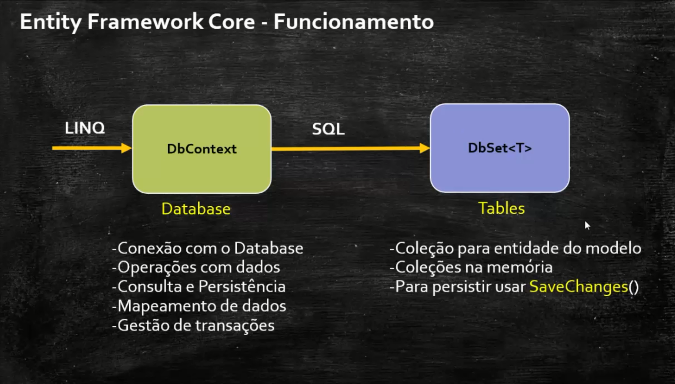 Entity Framework Core - Funcionamento
LINQ
DbContext
SQL
DbSet<T>
Database
Tables
-Conexão com o Database
-Operações com dados
-Consulta e Persistência
-Mapeamento de dados
-Gestão de transações
-Coleção para entidade do modelo
-Coleções na memória
-Para persistir usar SaveChanges()